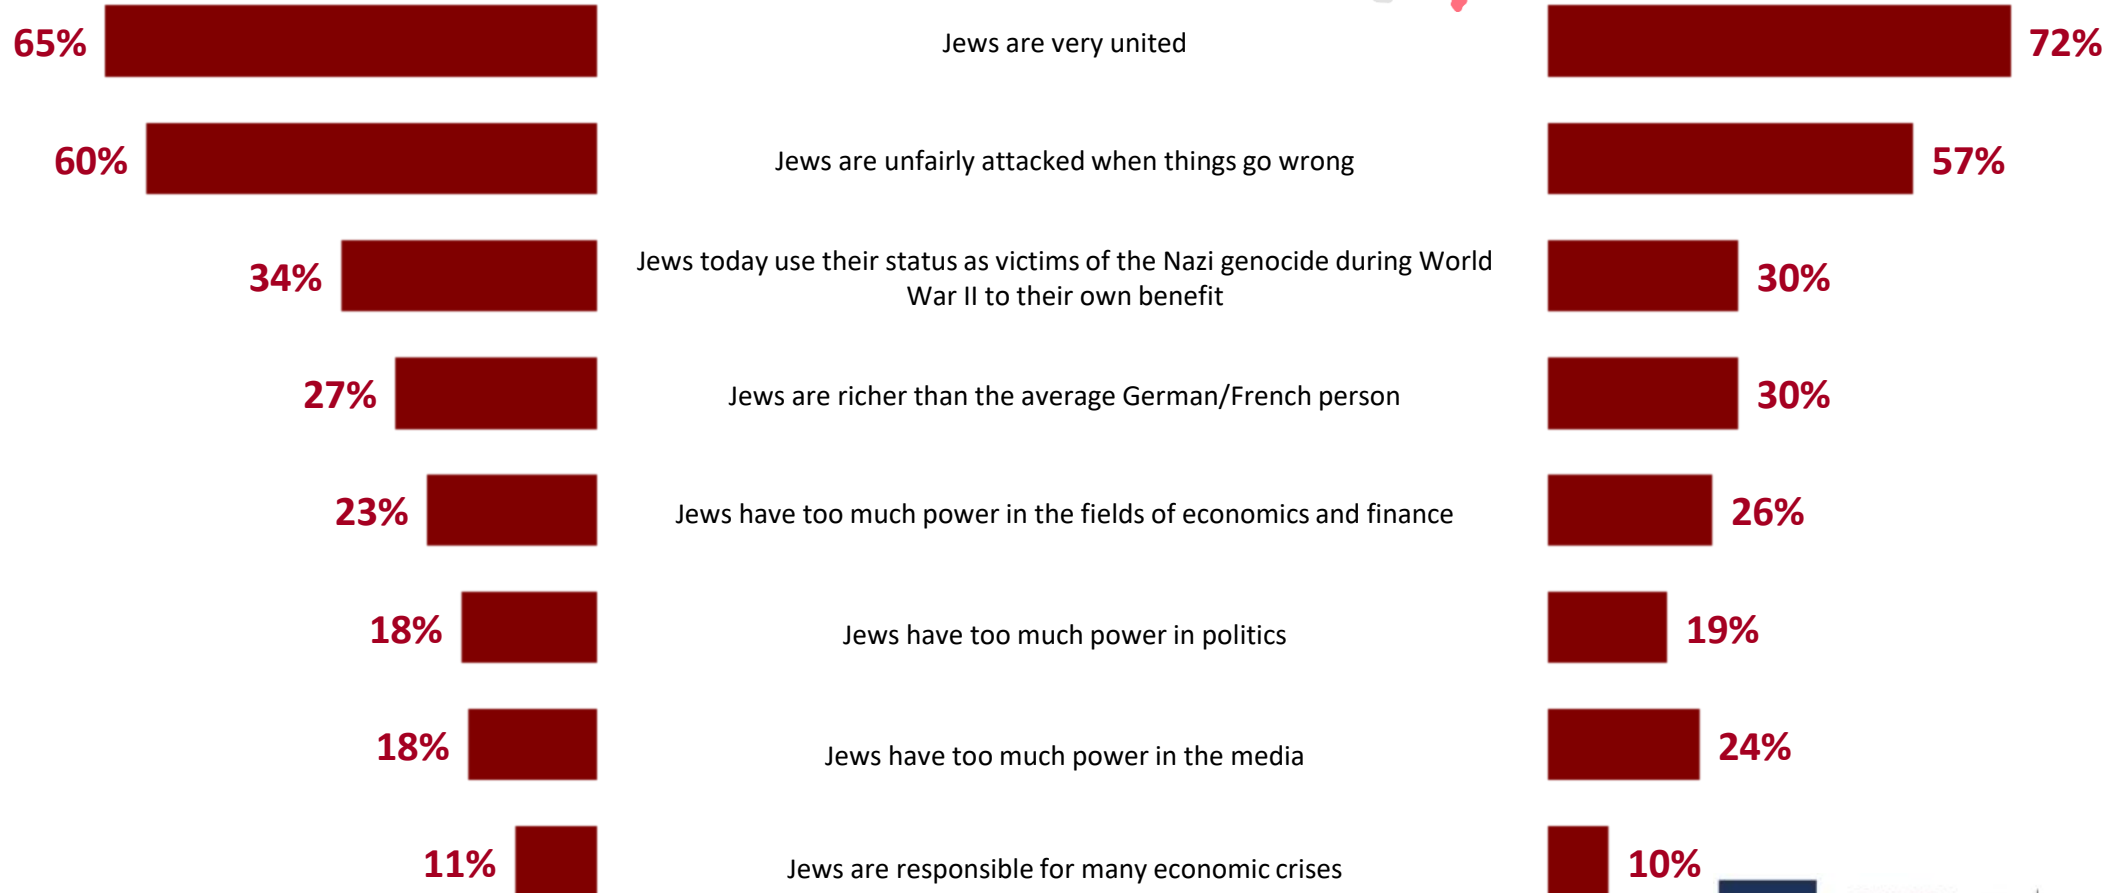 65% Jews are very united 72%
60% Jews are unfairly attacked when things go wrong 57%
34% Jews today use their status as victims of the Nazi genocide during World
War II to their own benefit 30%
27% Jews are richer than the average German/French person 30%
23% Jews have too much power in the fields of economics and finance 26%
18% Jews have too much power in politics 19%
18% Jews have too much power in the media 24%
11% Jews are responsible for many economic crises 10%